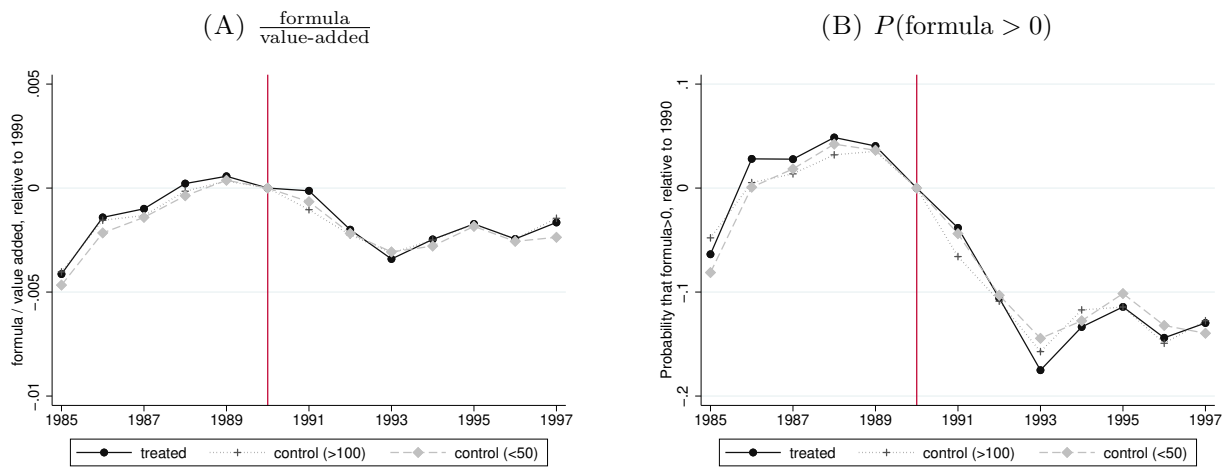 (A) formula / value-added
(B) P(formula > 0)
formula / value added, relative to 1990
.005
0
-.005
-.01
1985 1987 1989 1991 1993 1995 1997
treated control (>100) control (<50)
Probability that formula>0, relative to 1990
.1
0
-.1
-.2
1985 1987 1989 1991 1993 1995 1997
treated control (>100) control (<50)